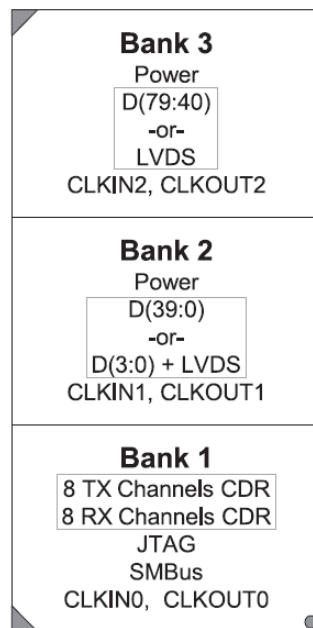 Bank 3
Power
D(79:40)
-or-
LVDS
CLKIN2, CLKOUT2
Bank 2
Power
D(39:0)
-or-
D(3:0) + LVDS
CLKIN1, CLKOUT1
Bank 1
8 TX Channels CDR
8 RX Channels CDR
JTAG
SMBus
CLKIN0, CLKOUT0